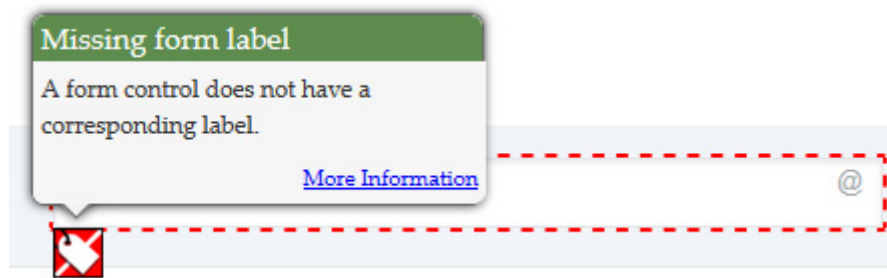 Missing form label
A form control does not have a
corresponding label.
More Information
@